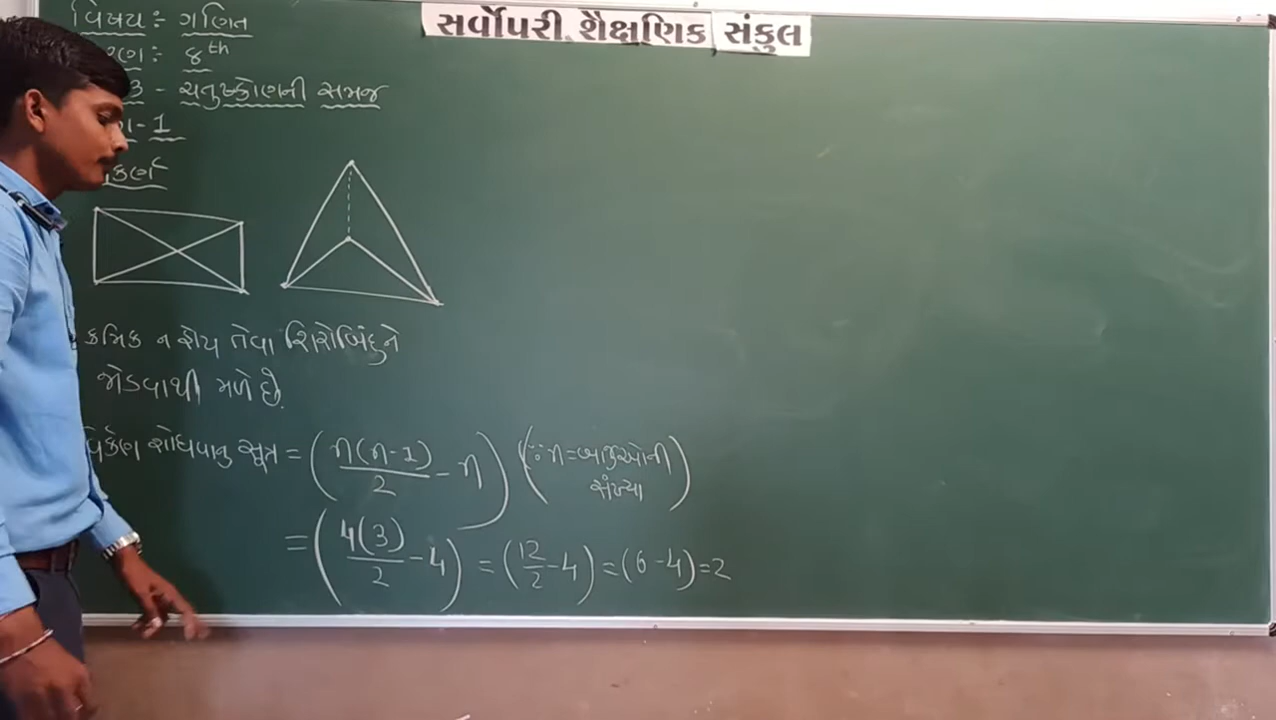 સર્વોપરી શૈક્ષણિક સંકુલ
વિષય : ગણિત
રણ : ૪th
3 - ચતુષ્કોણની સમજ
- 1
કર્ણ
ક્રમિક ન હોય તેવા શિરોબિંદુને
જોડવાથી મળે છે.
વિકર્ણ શોધવાનુ સૂત્ર = (n(n-1)/2 - n) (∵ n = બાજુઓની સંખ્યા)
= (4(3)/2 - 4) = (12/2 - 4) = (6 - 4) = 2